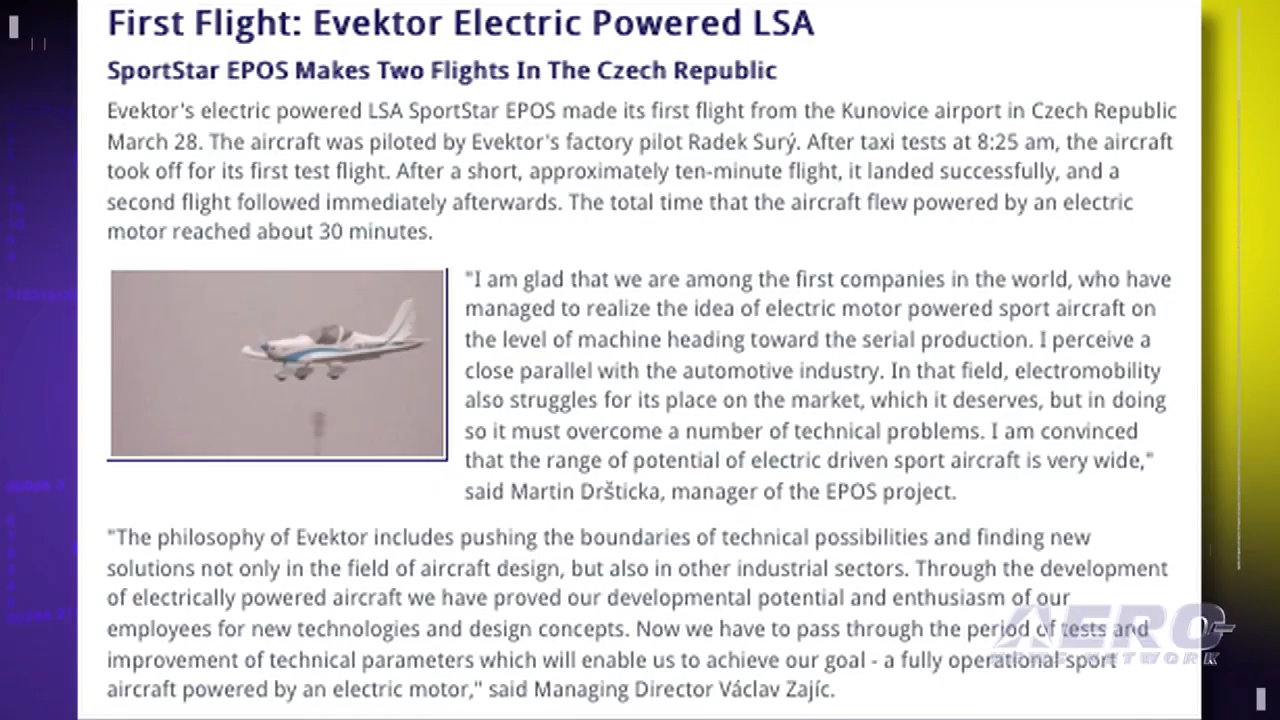 First Flight: Evektor Electric Powered LSA
SportStar EPOS Makes Two Flights In The Czech Republic
Evektor's electric powered LSA SportStar EPOS made its first flight from the Kunovice airport in Czech Republic
March 28. The aircraft was piloted by Evektor's factory pilot Radek Surý. After taxi tests at 8:25 am, the aircraft
took off for its first test flight. After a short, approximately ten-minute flight, it landed successfully, and a
second flight followed immediately afterwards. The total time that the aircraft flew powered by an electric
motor reached about 30 minutes.
"I am glad that we are among the first companies in the world, who have
managed to realize the idea of electric motor powered sport aircraft on
the level of machine heading toward the serial production. I perceive a
close parallel with the automotive industry. In that field, electromobility
also struggles for its place on the market, which it deserves, but in doing
so it must overcome a number of technical problems. I am convinced
that the range of potential of electric driven sport aircraft is very wide,"
said Martin Dršticka, manager of the EPOS project.
"The philosophy of Evektor includes pushing the boundaries of technical possibilities and finding new
solutions not only in the field of aircraft design, but also in other industrial sectors. Through the development
of electrically powered aircraft we have proved our developmental potential and enthusiasm of our
employees for new technologies and design concepts. Now we have to pass through the period of tests and
improvement of technical parameters which will enable us to achieve our goal - a fully operational sport
aircraft powered by an electric motor," said Managing Director Václav Zajíc.
AERO
NETWORK